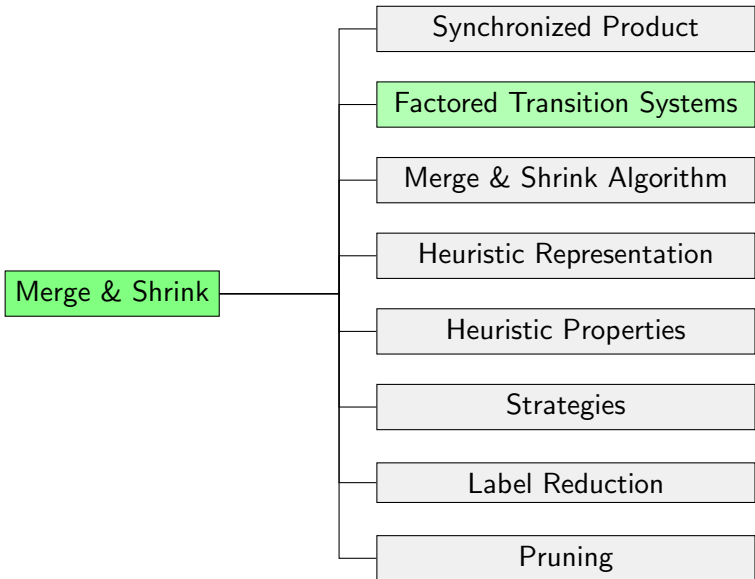 Synchronized Product
Factored Transition Systems
Merge & Shrink Algorithm
Heuristic Representation
Merge & Shrink
Heuristic Properties
Strategies
Label Reduction
Pruning